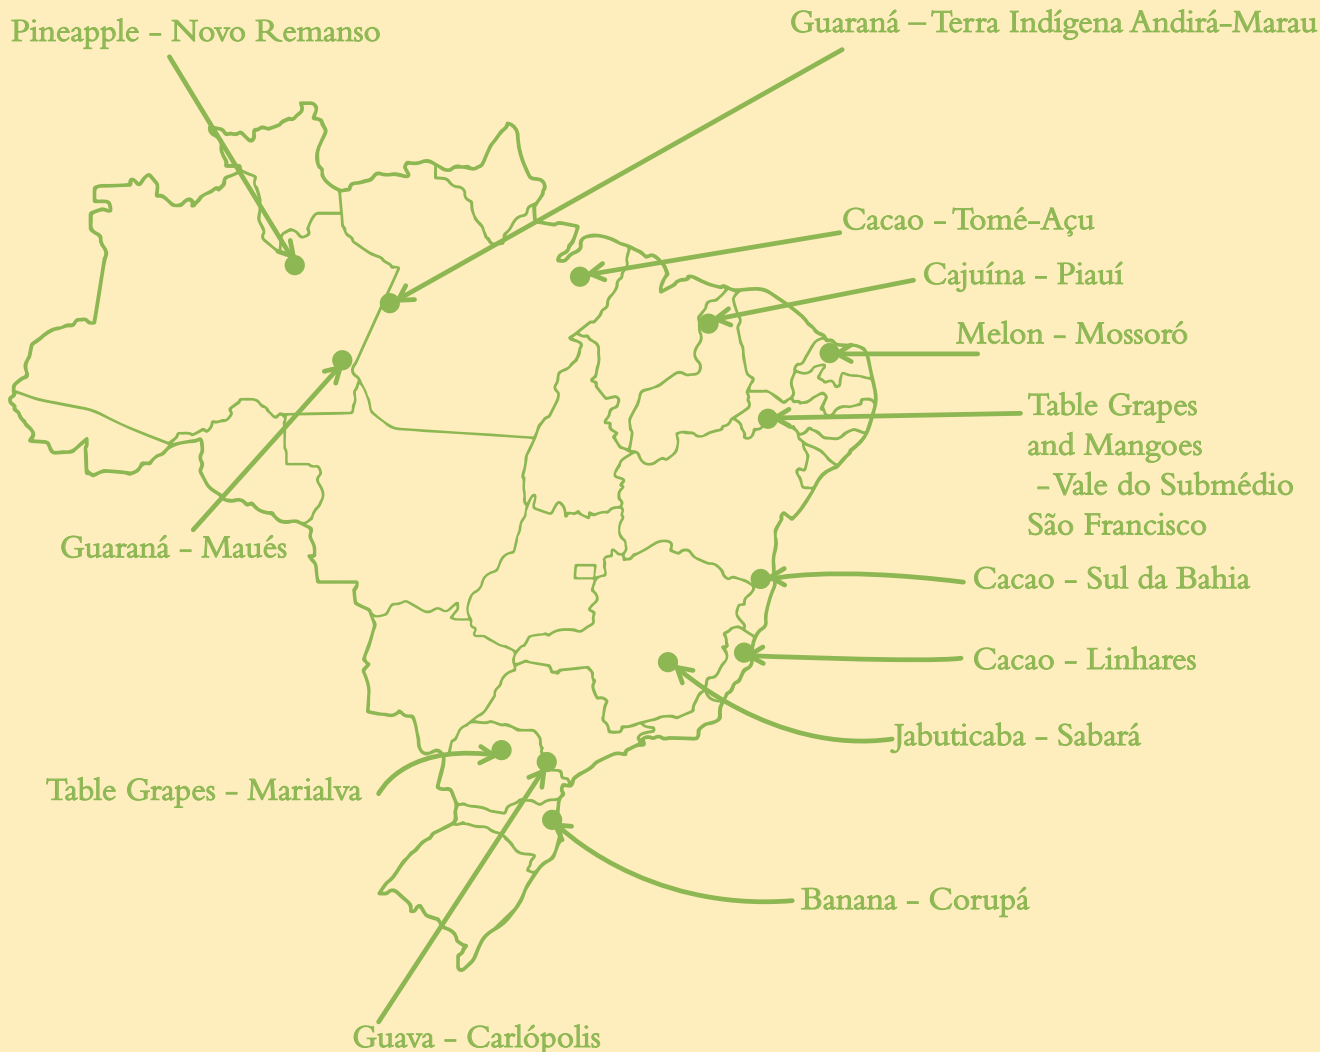 Pineapple - Novo Remanso
Guaraná – Terra Indígena Andirá-Marau
Cacao - Tomé-Açu
Cajuína - Piauí
Melon - Mossoró
Table Grapes
and Mangoes
- Vale do Submédio
São Francisco
Guaraná - Maués
Cacao - Sul da Bahia
Cacao - Linhares
Jabuticaba - Sabará
Table Grapes - Marialva
Banana - Corupá
Guava - Carlópolis